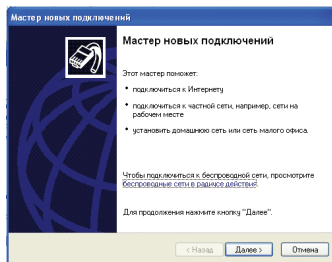 Мастер новых подключений
Мастер новых подключений
Этот мастер поможет:
• подключиться к Интернету
• подключиться к частной сети, например, сети на
рабочем месте
• установить домашнюю сеть или сеть малого офиса.
Чтобы подключиться к беспроводной сети, просмотрите
беспроводные сети в радиусе действия.
Для продолжения нажмите кнопку "Далее".
< Назад Далее > Отмена